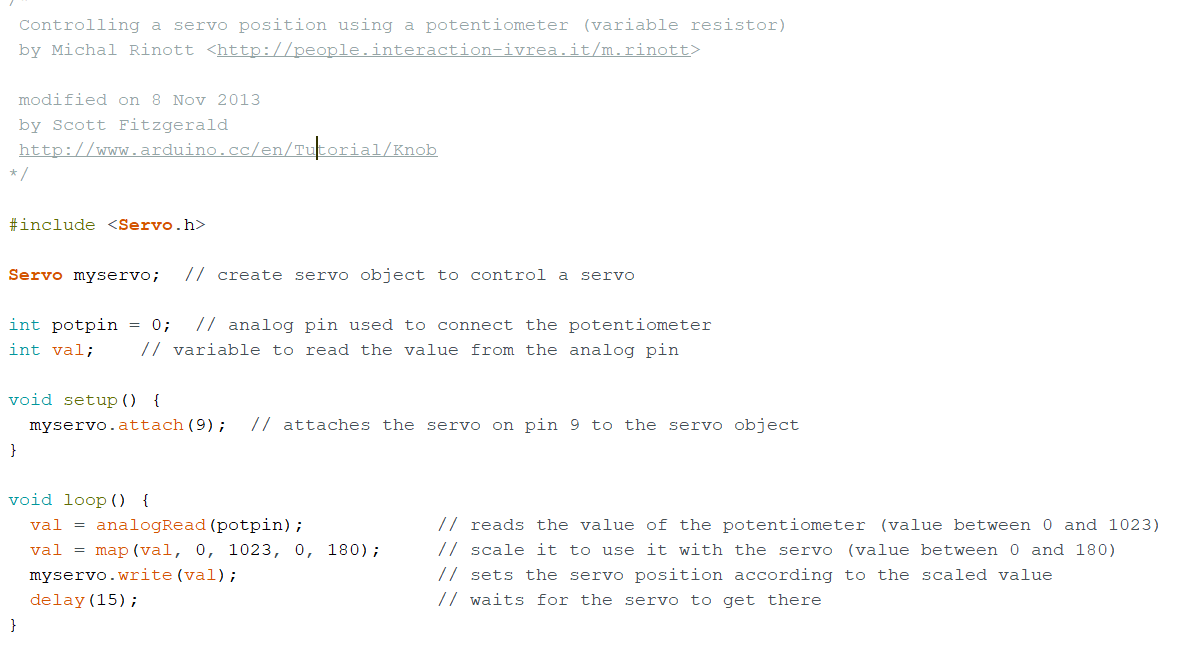 /*
 Controlling a servo position using a potentiometer (variable resistor)
 by Michal Rinott <http://people.interaction-ivrea.it/m.rinott>

 modified on 8 Nov 2013
 by Scott Fitzgerald
 http://www.arduino.cc/en/Tutorial/Knob
*/

#include <Servo.h>

Servo myservo;  // create servo object to control a servo

int potpin = 0;  // analog pin used to connect the potentiometer
int val;    // variable to read the value from the analog pin

void setup() {
  myservo.attach(9);  // attaches the servo on pin 9 to the servo object
}

void loop() {
  val = analogRead(potpin);            // reads the value of the potentiometer (value between 0 and 1023)
  val = map(val, 0, 1023, 0, 180);     // scale it to use it with the servo (value between 0 and 180)
  myservo.write(val);                  // sets the servo position according to the scaled value
  delay(15);                           // waits for the servo to get there
}